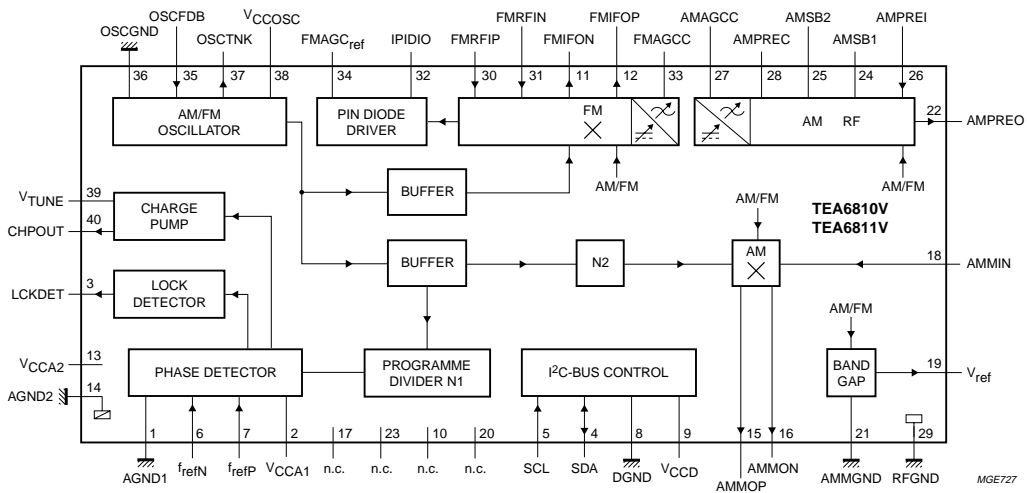 OSCGND OSCFDB OSCTNK VCCOSC FMAGCref IPIDIO FMRFIP FMRFIN FMIFON FMIFOP FMAGCC AMAGCC AMPREC AMSB2 AMSB1 AMPREI
36 35 37 38 34 32 30 31 11 12 33 27 28 25 24 26
AM/FM
OSCILLATOR
PIN DIODE
DRIVER
FM
AM RF
22 AMPREO
AM/FM
AM/FM
BUFFER
VTUNE 39
CHPOUT 40
CHARGE
PUMP
AM/FM
TEA6810V
TEA6811V
BUFFER
N2
AM
18 AMMIN
LCKDET 3
LOCK
DETECTOR
AM/FM
VCCA2 13
AGND2 14
PHASE DETECTOR
PROGRAMME
DIVIDER N1
I2C-BUS CONTROL
BAND
GAP
19 Vref
1 6 7 2 17 23 10 20 5 4 8 9 15 16 21 29
AGND1 frefN frefP VCCA1 n.c. n.c. n.c. n.c. SCL SDA DGND VCCD AMMOP AMMON AMMGND RFGND
MGE727